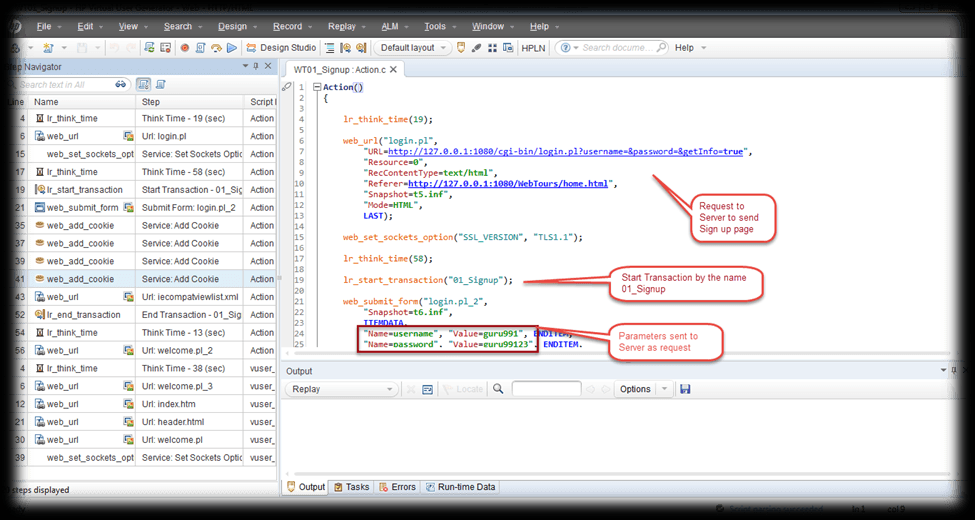 File Edit View Search Design Record Replay ALM Tools Window Help
Design Studio Default layout HPLN Search docume... Help
Step Navigator
Search text in All
Line Name Step Script
4 lr_think_time Think Time - 19 (sec) Action
6 web_url Url: login.pl Action
15 web_set_sockets_opt Service: Set Sockets Optic Action
17 lr_think_time Think Time - 58 (sec) Action
19 lr_start_transaction Start Transaction - 01_Sig Action
21 web_submit_form Submit Form: login.pl_2 Action
35 web_add_cookie Service: Add Cookie Action
37 web_add_cookie Service: Add Cookie Action
39 web_add_cookie Service: Add Cookie Action
41 web_add_cookie Service: Add Cookie Action
43 web_url Url: iecompatviewlist.xml Action
52 lr_end_transaction End Transaction - 01_Sig Action
54 lr_think_time Think Time - 13 (sec) Action
56 web_url Url: welcome.pl_2 Action
4 lr_think_time Think Time - 38 (sec) vuser_
6 web_url Url: welcome.pl_3 vuser_
12 web_url Url: index.htm vuser_
21 web_url Url: header.html vuser_
30 web_url Url: welcome.pl vuser_
39 web_set_sockets_opt Service: Set Sockets Optic vuser_
steps displayed
WT01_Signup : Action.c
1 Action()
2 {
3
4 lr_think_time(19);
5
6 web_url("login.pl",
7 "URL=http://127.0.0.1:1080/cgi-bin/login.pl?username=&password=&getInfo=true",
8 "Resource=0",
9 "RecContentType=text/html",
10 "Referer=http://127.0.0.1:1080/WebTours/home.html",
11 "Snapshot=t5.inf",
12 "Mode=HTML",
13 LAST);
14
15 web_set_sockets_option("SSL_VERSION", "TLS1.1");
16
17 lr_think_time(58);
18
19 lr_start_transaction("01_Signup");
20
21 web_submit_form("login.pl_2",
22 "Snapshot=t6.inf",
23 ITEMDATA,
24 "Name=username", "Value=guru991", ENDITEM,
25 "Name=password", "Value=guru99123", ENDITEM,
Request to
Server to send
Sign up page
Start Transaction by the name
01_Signup
Parameters sent to
Server as request
Output
Replay Locate Options
Output Tasks Errors Run-time Data